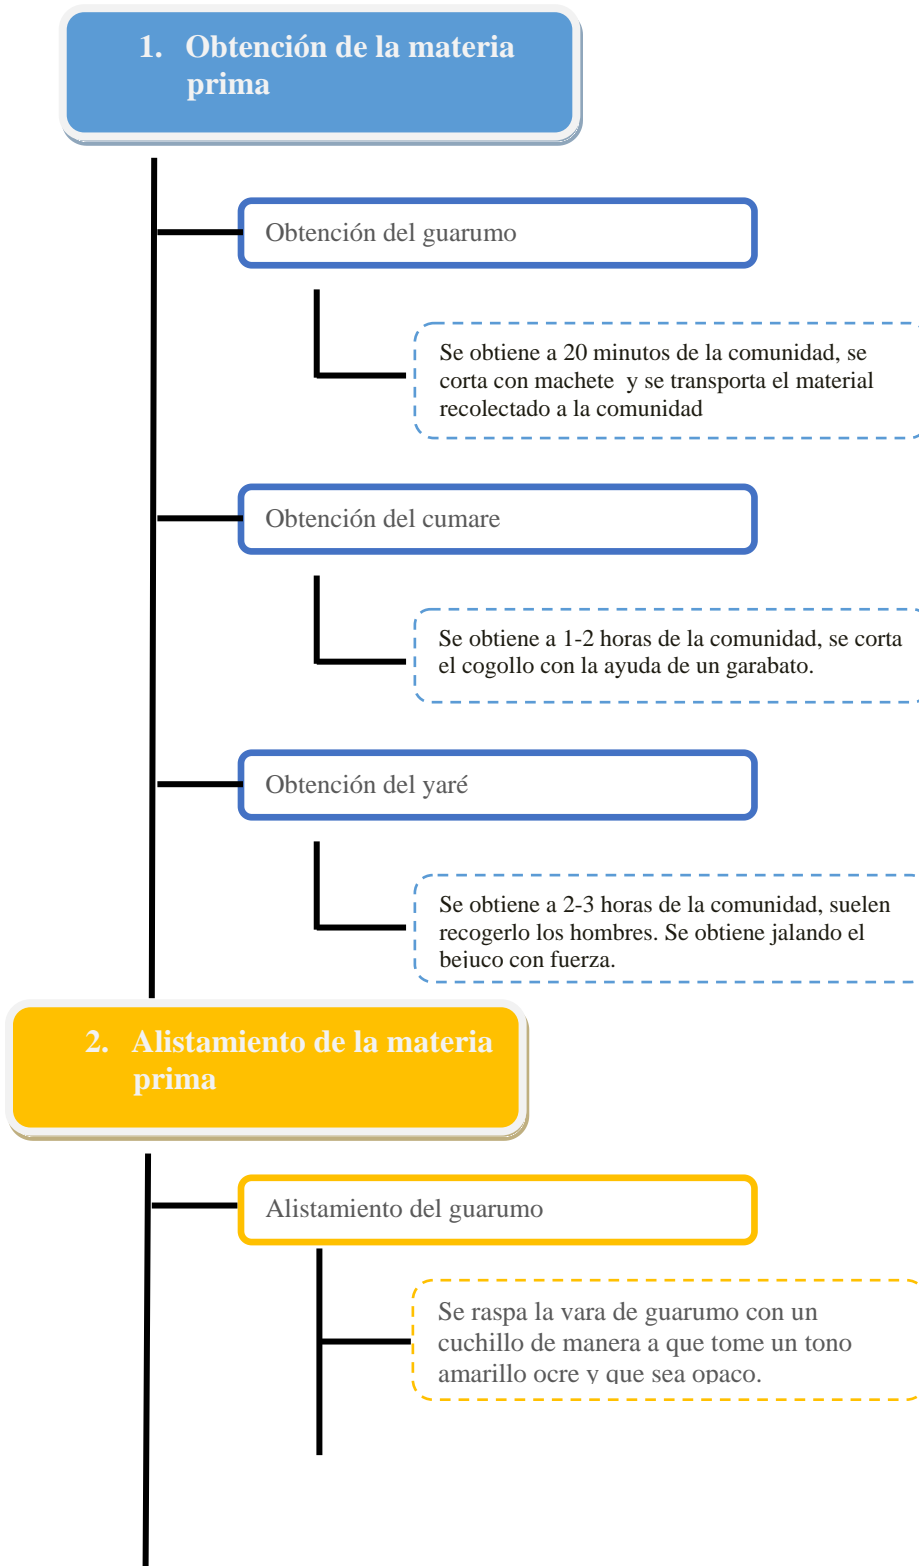 1. Obtención de la materia
prima
Obtención del guarumo
Se obtiene a 20 minutos de la comunidad, se
corta con machete y se transporta el material
recolectado a la comunidad
Obtención del cumare
Se obtiene a 1-2 horas de la comunidad, se corta
el cogollo con la ayuda de un garabato.
Obtención del yaré
Se obtiene a 2-3 horas de la comunidad, suelen
recogerlo los hombres. Se obtiene jalando el
bejuco con fuerza.
2. Alistamiento de la materia
prima
Alistamiento del guarumo
Se raspa la vara de guarumo con un
cuchillo de manera a que tome un tono
amarillo ocre y que sea opaco.